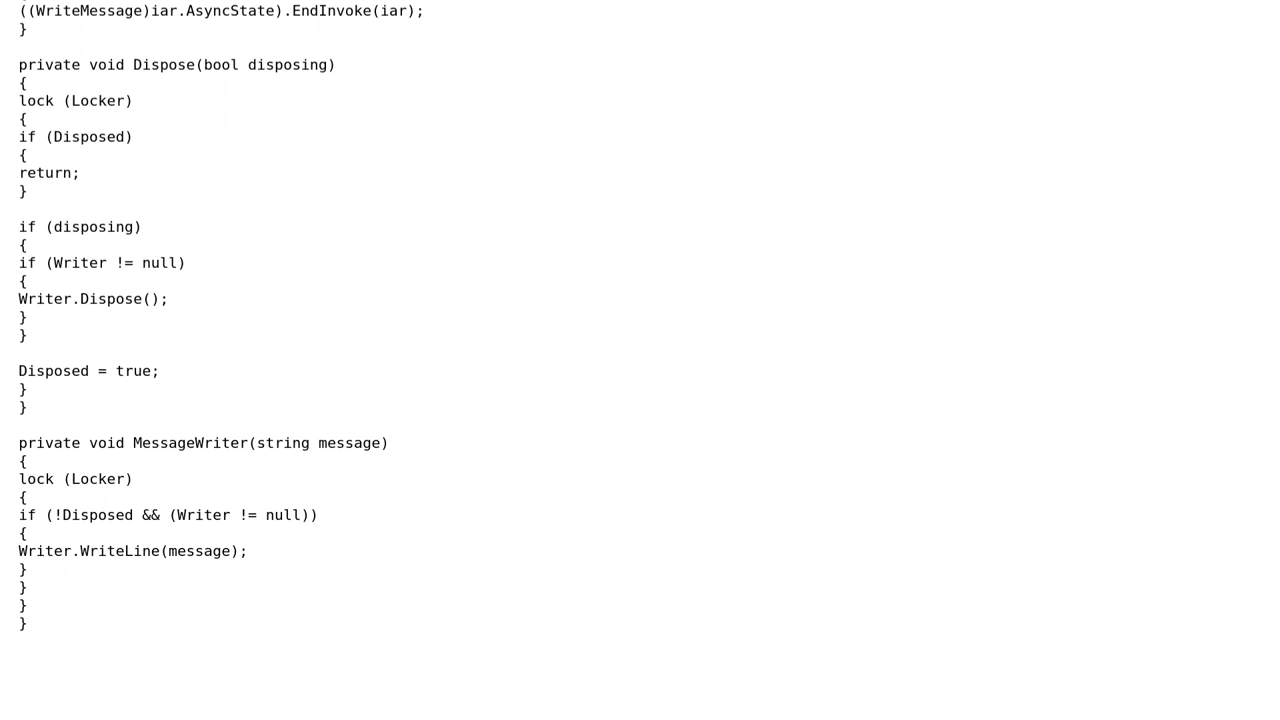 ((WriteMessage)iar.AsyncState).EndInvoke(iar);
}

private void Dispose(bool disposing)
{
lock (Locker)
{
if (Disposed)
{
return;
}

if (disposing)
{
if (Writer != null)
{
Writer.Dispose();
}
}

Disposed = true;
}
}

private void MessageWriter(string message)
{
lock (Locker)
{
if (!Disposed && (Writer != null))
{
Writer.WriteLine(message);
}
}
}
}